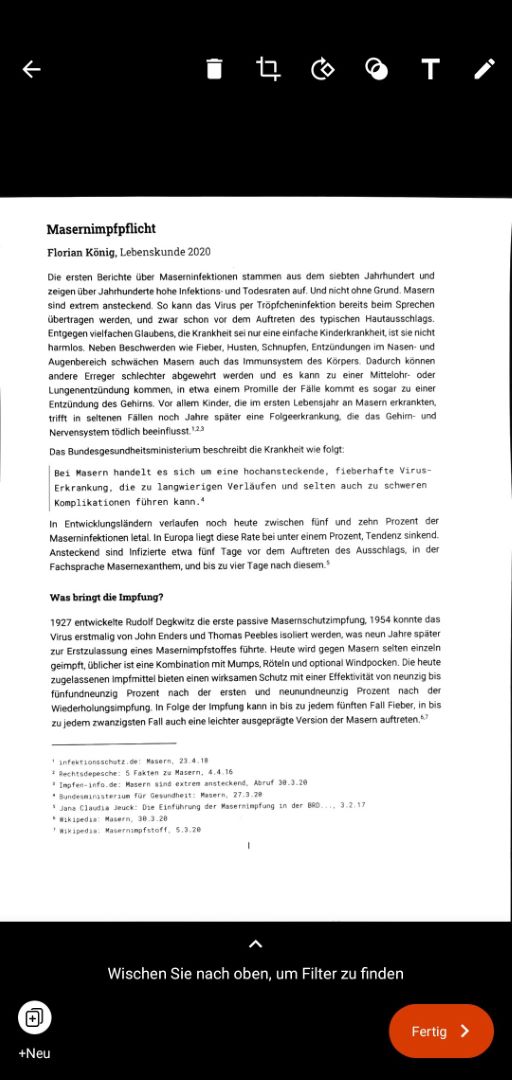 Masernimpfpflicht
Florian König, Lebenskunde 2020
Die ersten Berichte über Maserninfektionen stammen aus dem siebten Jahrhundert und
zeigen über Jahrhunderte hohe Infektions- und Todesraten auf. Und nicht ohne Grund. Masern
sind extrem ansteckend. So kann das Virus per Tröpfcheninfektion bereits beim Sprechen
übertragen werden, und zwar schon vor dem Auftreten des typischen Hautausschlags.
Entgegen vielfachen Glaubens, die Krankheit sei nur eine einfache Kinderkrankheit, ist sie nicht
harmlos. Neben Beschwerden wie Fieber, Husten, Schnupfen, Entzündungen im Nasen- und
Augenbereich schwächen Masern auch das Immunsystem des Körpers. Dadurch können
andere Erreger schlechter abgewehrt werden und es kann zu einer Mittelohr- oder
Lungenentzündung kommen, in etwa einem Promille der Fälle kommt es sogar zu einer
Entzündung des Gehirns. Vor allem Kinder, die im ersten Lebensjahr an Masern erkrankten,
trifft in seltenen Fällen noch Jahre später eine Folgeerkrankung, die das Gehirn- und
Nervensystem tödlich beeinflusst.1,2,3
Das Bundesgesundheitsministerium beschreibt die Krankheit wie folgt:
Bei Masern handelt es sich um eine hochansteckende, fieberhafte Virus-
Erkrankung, die zu langwierigen Verläufen und selten auch zu schweren
Komplikationen führen kann.4
In Entwicklungsländern verlaufen noch heute zwischen fünf und zehn Prozent der
Maserninfektionen letal. In Europa liegt diese Rate bei unter einem Prozent, Tendenz sinkend.
Ansteckend sind Infizierte etwa fünf Tage vor dem Auftreten des Ausschlags, in der
Fachsprache Masernexanthem, und bis zu vier Tage nach diesem.5
Was bringt die Impfung?
1927 entwickelte Rudolf Degkwitz die erste passive Masernschutzimpfung, 1954 konnte das
Virus erstmalig von John Enders und Thomas Peebles isoliert werden, was neun Jahre später
zur Erstzulassung eines Masernimpfstoffes führte. Heute wird gegen Masern selten einzeln
geimpft, üblicher ist eine Kombination mit Mumps, Röteln und optional Windpocken. Die heute
zugelassenen Impfmittel bieten einen wirksamen Schutz mit einer Effektivität von neunzig bis
fünfundneunzig Prozent nach der ersten und neunundneunzig Prozent nach der
Wiederholungsimpfung. In Folge der Impfung kann in bis zu jedem fünften Fall Fieber, in bis
zu jedem zwanzigsten Fall auch eine leichter ausgeprägte Version der Masern auftreten.6,7
1 infektionsschutz.de: Masern, 23.4.18
2 Rechtsdepesche: 5 Fakten zu Masern, 4.4.16
3 Impfen-info.de: Masern sind extrem ansteckend, Abruf 30.3.20
4 Bundesministerium für Gesundheit: Masern, 27.3.20
5 Jana Claudia Jeuck: Die Einführung der Masernimpfung in der BRD..., 3.2.17
6 Wikipedia: Masern, 30.3.20
7 Wikipedia: Masernimpfstoff, 5.3.20
I
Wischen Sie nach oben, um Filter zu finden
+Neu
Fertig